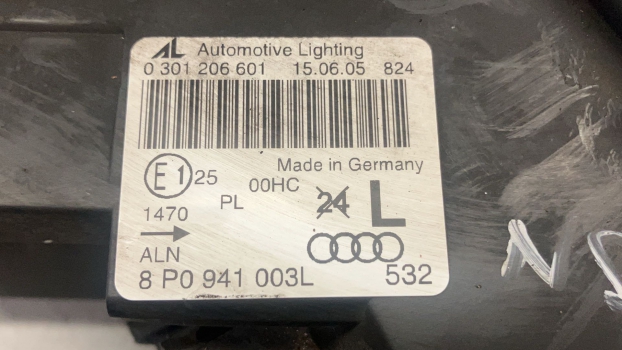 AL Automotive Lighting
0 301 206 601 15.06.05 824
Made in Germany
E1 25 PL 00HC 24 L
1470
ALN
8 P0 941 003L 532